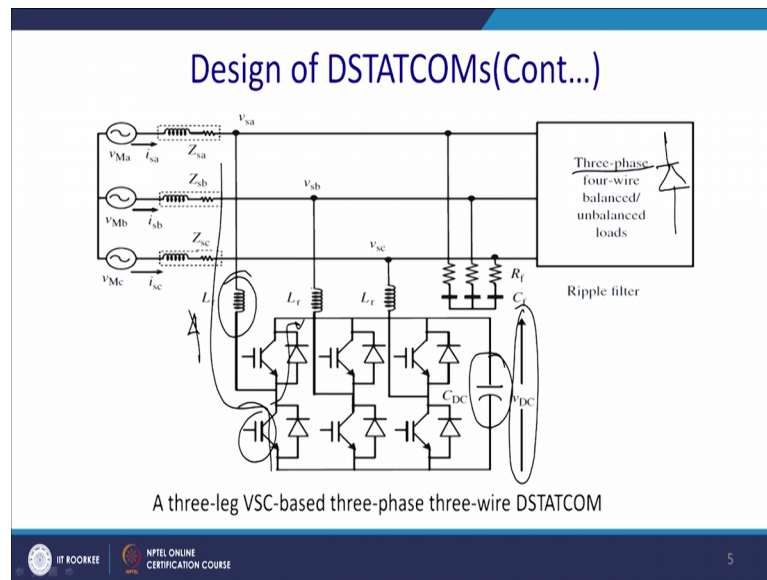 Design of DSTATCOMs(Cont...)
vsa
vMa isa Zsa
Zsb vsb
vMb isb
Zsc vsc
vMc isc
Three-phase
four-wire
balanced/
unbalanced
loads
Rf
Cf
Ripple filter
Lr Lr Lr
CDC vDC
A three-leg VSC-based three-phase three-wire DSTATCOM
IIT ROORKEE
NPTEL ONLINE
CERTIFICATION COURSE
5